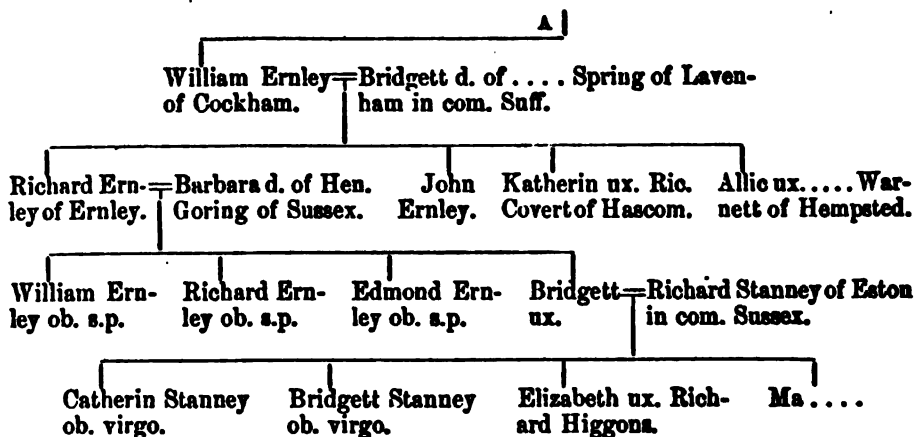 A
William Ernley=Bridgett d. of . . . . Spring of Laven-
of Cockham. ham in com. Suff.
Richard Ern-=Barbara d. of Hen. John Katherin ux. Ric. Allic ux. . . . . War-
ley of Ernley. Goring of Sussex. Ernley. Covert of Hascom. nett of Hempsted.
William Ern- Richard Ern- Edmond Ern- Bridgett=Richard Stanney of Eston
ley ob. s.p. ley ob. s.p. ley ob. s.p. ux. in com. Sussex.
Catherin Stanney Bridgett Stanney Elizabeth ux. Rich- Ma . . . .
ob. virgo. ob. virgo. ard Higgons.